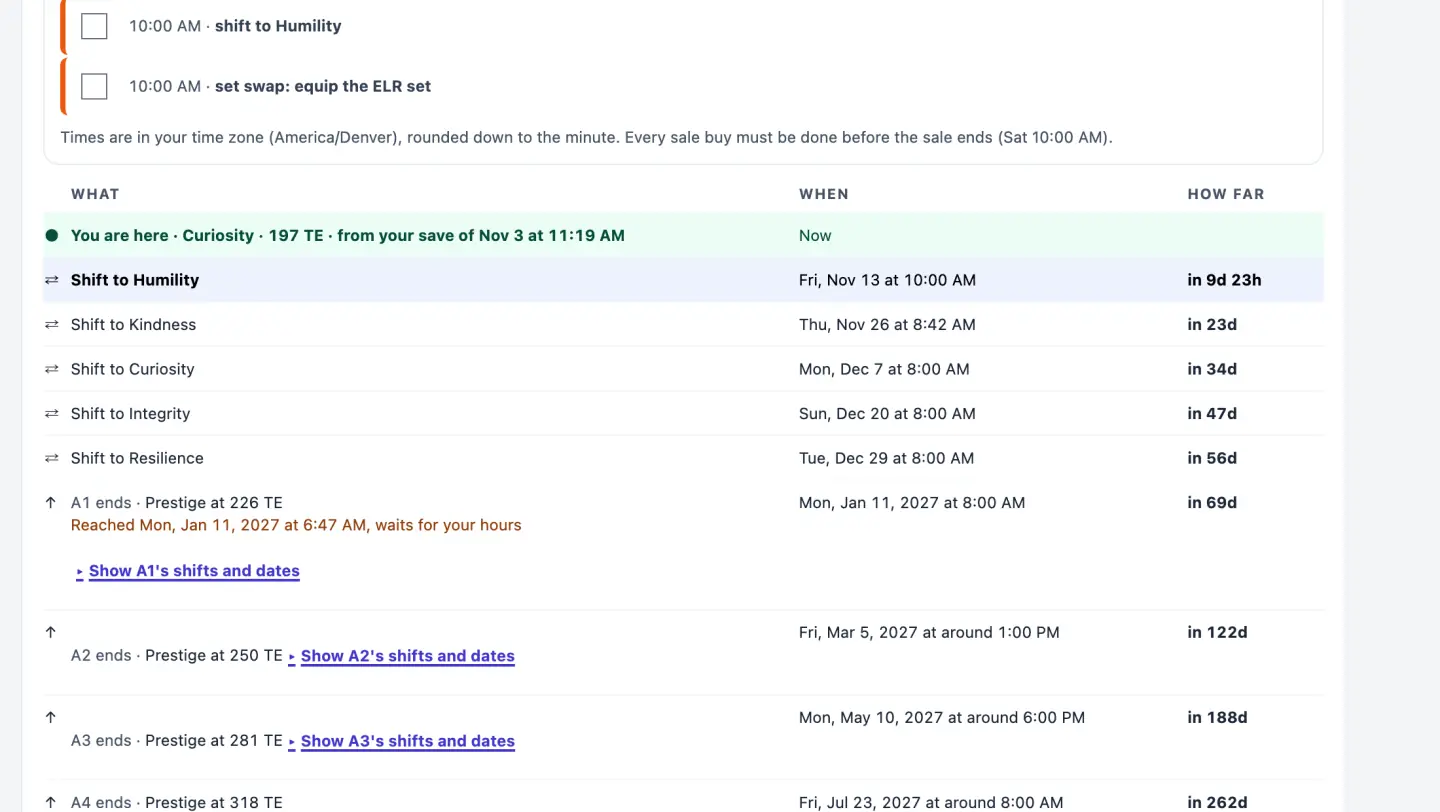 10:00 AM · shift to Humility
10:00 AM · set swap: equip the ELR set
Times are in your time zone (America/Denver), rounded down to the minute. Every sale buy must be done before the sale ends (Sat 10:00 AM).
WHAT WHEN HOW FAR
You are here · Curiosity · 197 TE · from your save of Nov 3 at 11:19 AM Now
⇄ Shift to Humility Fri, Nov 13 at 10:00 AM in 9d 23h
⇄ Shift to Kindness Thu, Nov 26 at 8:42 AM in 23d
⇄ Shift to Curiosity Mon, Dec 7 at 8:00 AM in 34d
⇄ Shift to Integrity Sun, Dec 20 at 8:00 AM in 47d
⇄ Shift to Resilience Tue, Dec 29 at 8:00 AM in 56d
↑ A1 ends · Prestige at 226 TE Mon, Jan 11, 2027 at 8:00 AM in 69d
Reached Mon, Jan 11, 2027 at 6:47 AM, waits for your hours
▸ Show A1's shifts and dates
↑ Fri, Mar 5, 2027 at around 1:00 PM in 122d
A2 ends · Prestige at 250 TE ▸ Show A2's shifts and dates
↑ Mon, May 10, 2027 at around 6:00 PM in 188d
A3 ends · Prestige at 281 TE ▸ Show A3's shifts and dates
↑ A4 ends · Prestige at 318 TE Fri, Jul 23, 2027 at around 8:00 AM in 262d